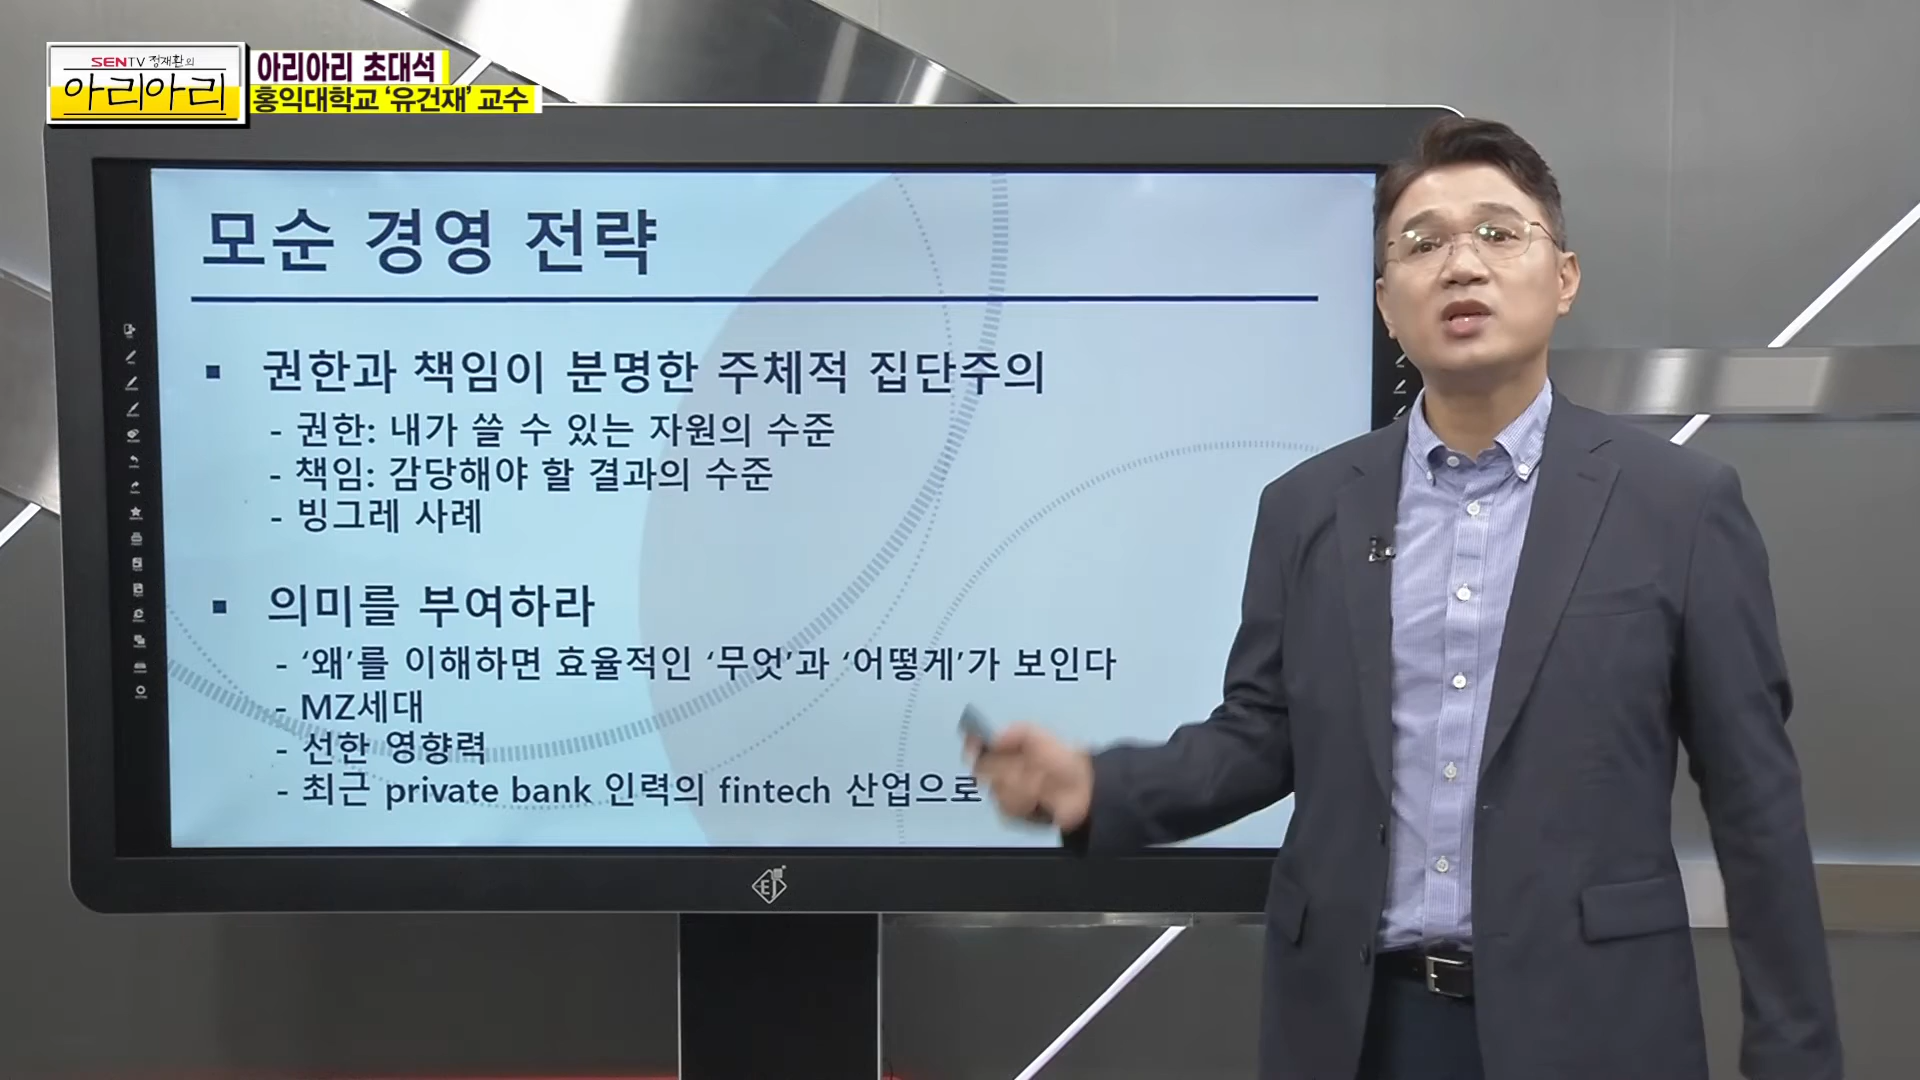 SENTV 정재환의
아리아리
아리아리 초대석
홍익대학교 ‘유건재’ 교수
모순 경영 전략
▪ 권한과 책임이 분명한 주체적 집단주의
- 권한: 내가 쓸 수 있는 자원의 수준
- 책임: 감당해야 할 결과의 수준
- 빙그레 사례
▪ 의미를 부여하라
- ‘왜’를 이해하면 효율적인 ‘무엇’과 ‘어떻게’가 보인다
- MZ세대
- 선한 영향력
- 최근 private bank 인력의 fintech 산업으로